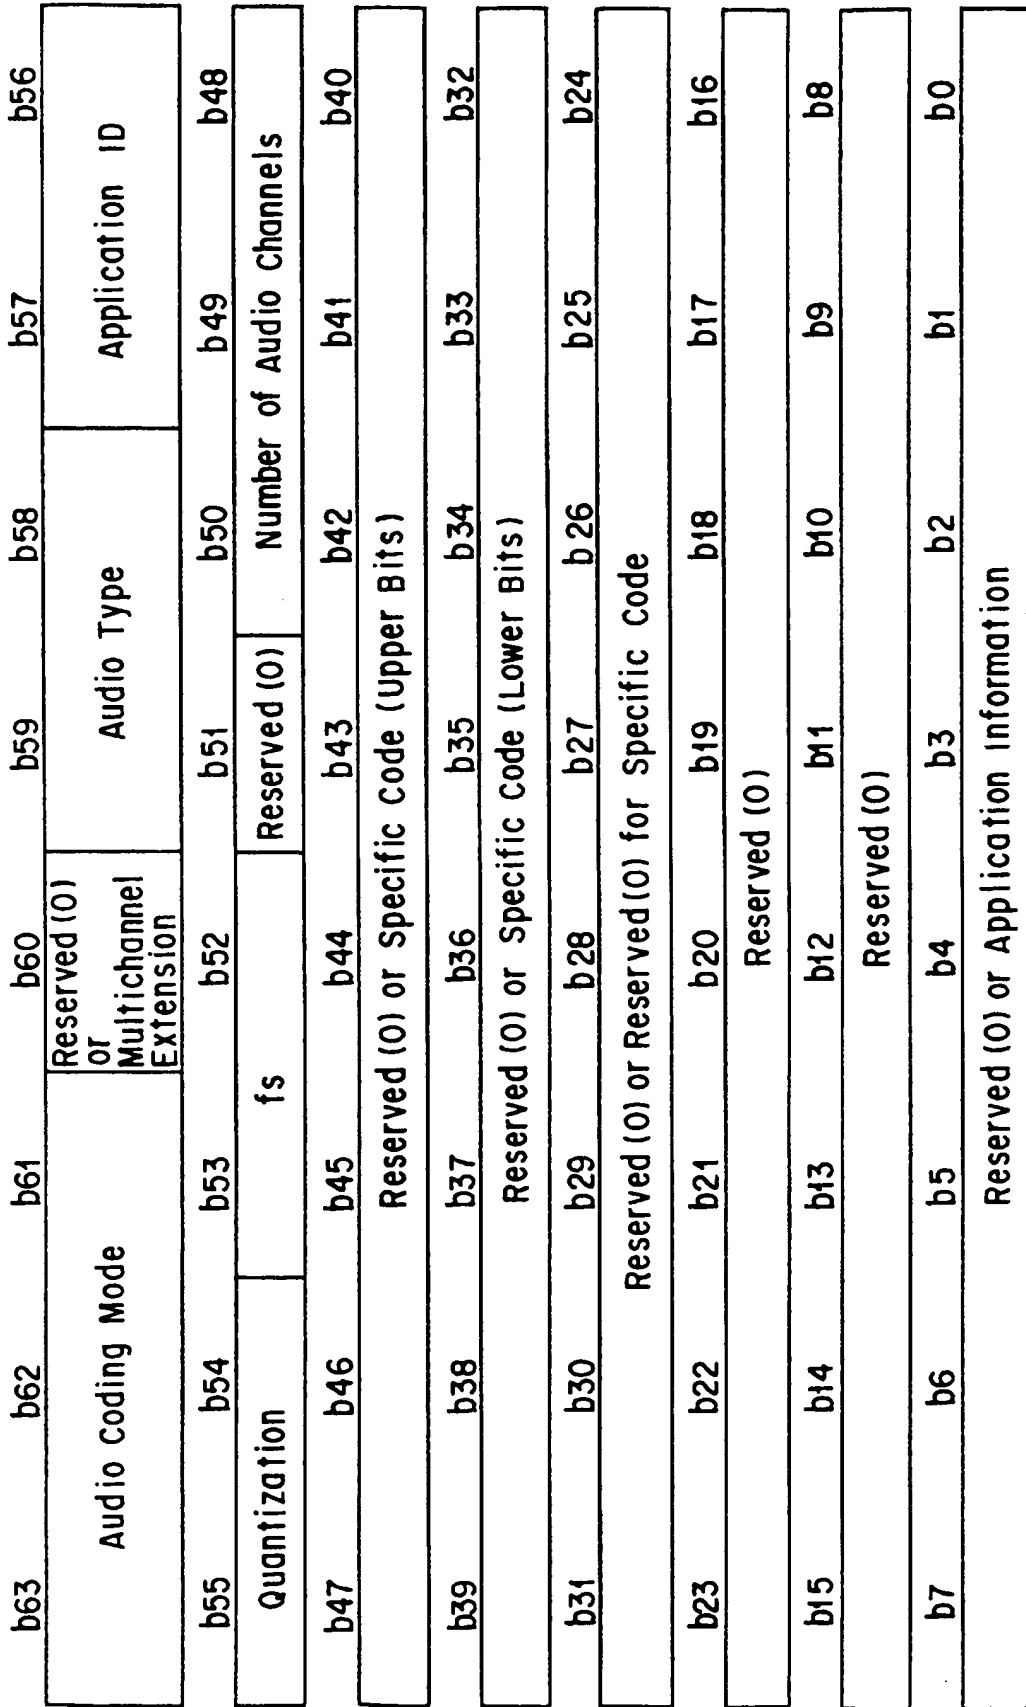 b63 b62 b61 b60 b59 b58 b57 b56
Audio Coding Mode
Reserved (0)
or
Multichannel
Extension
Audio Type
Application ID
b55 b54 b53 b52 b51 b50 b49 b48
Quantization fs Reserved (0) Number of Audio Channels
b47 b46 b45 b44 b43 b42 b41 b40
Reserved (0) or Specific Code (Upper Bits)
b39 b38 b37 b36 b35 b34 b33 b32
Reserved (0) or Specific Code (Lower Bits)
b31 b30 b29 b28 b27 b26 b25 b24
Reserved (0) or Reserved (0) for Specific Code
b23 b22 b21 b20 b19 b18 b17 b16
Reserved (0)
b15 b14 b13 b12 b11 b10 b9 b8
Reserved (0)
b7 b6 b5 b4 b3 b2 b1 b0
Reserved (0) or Application Information